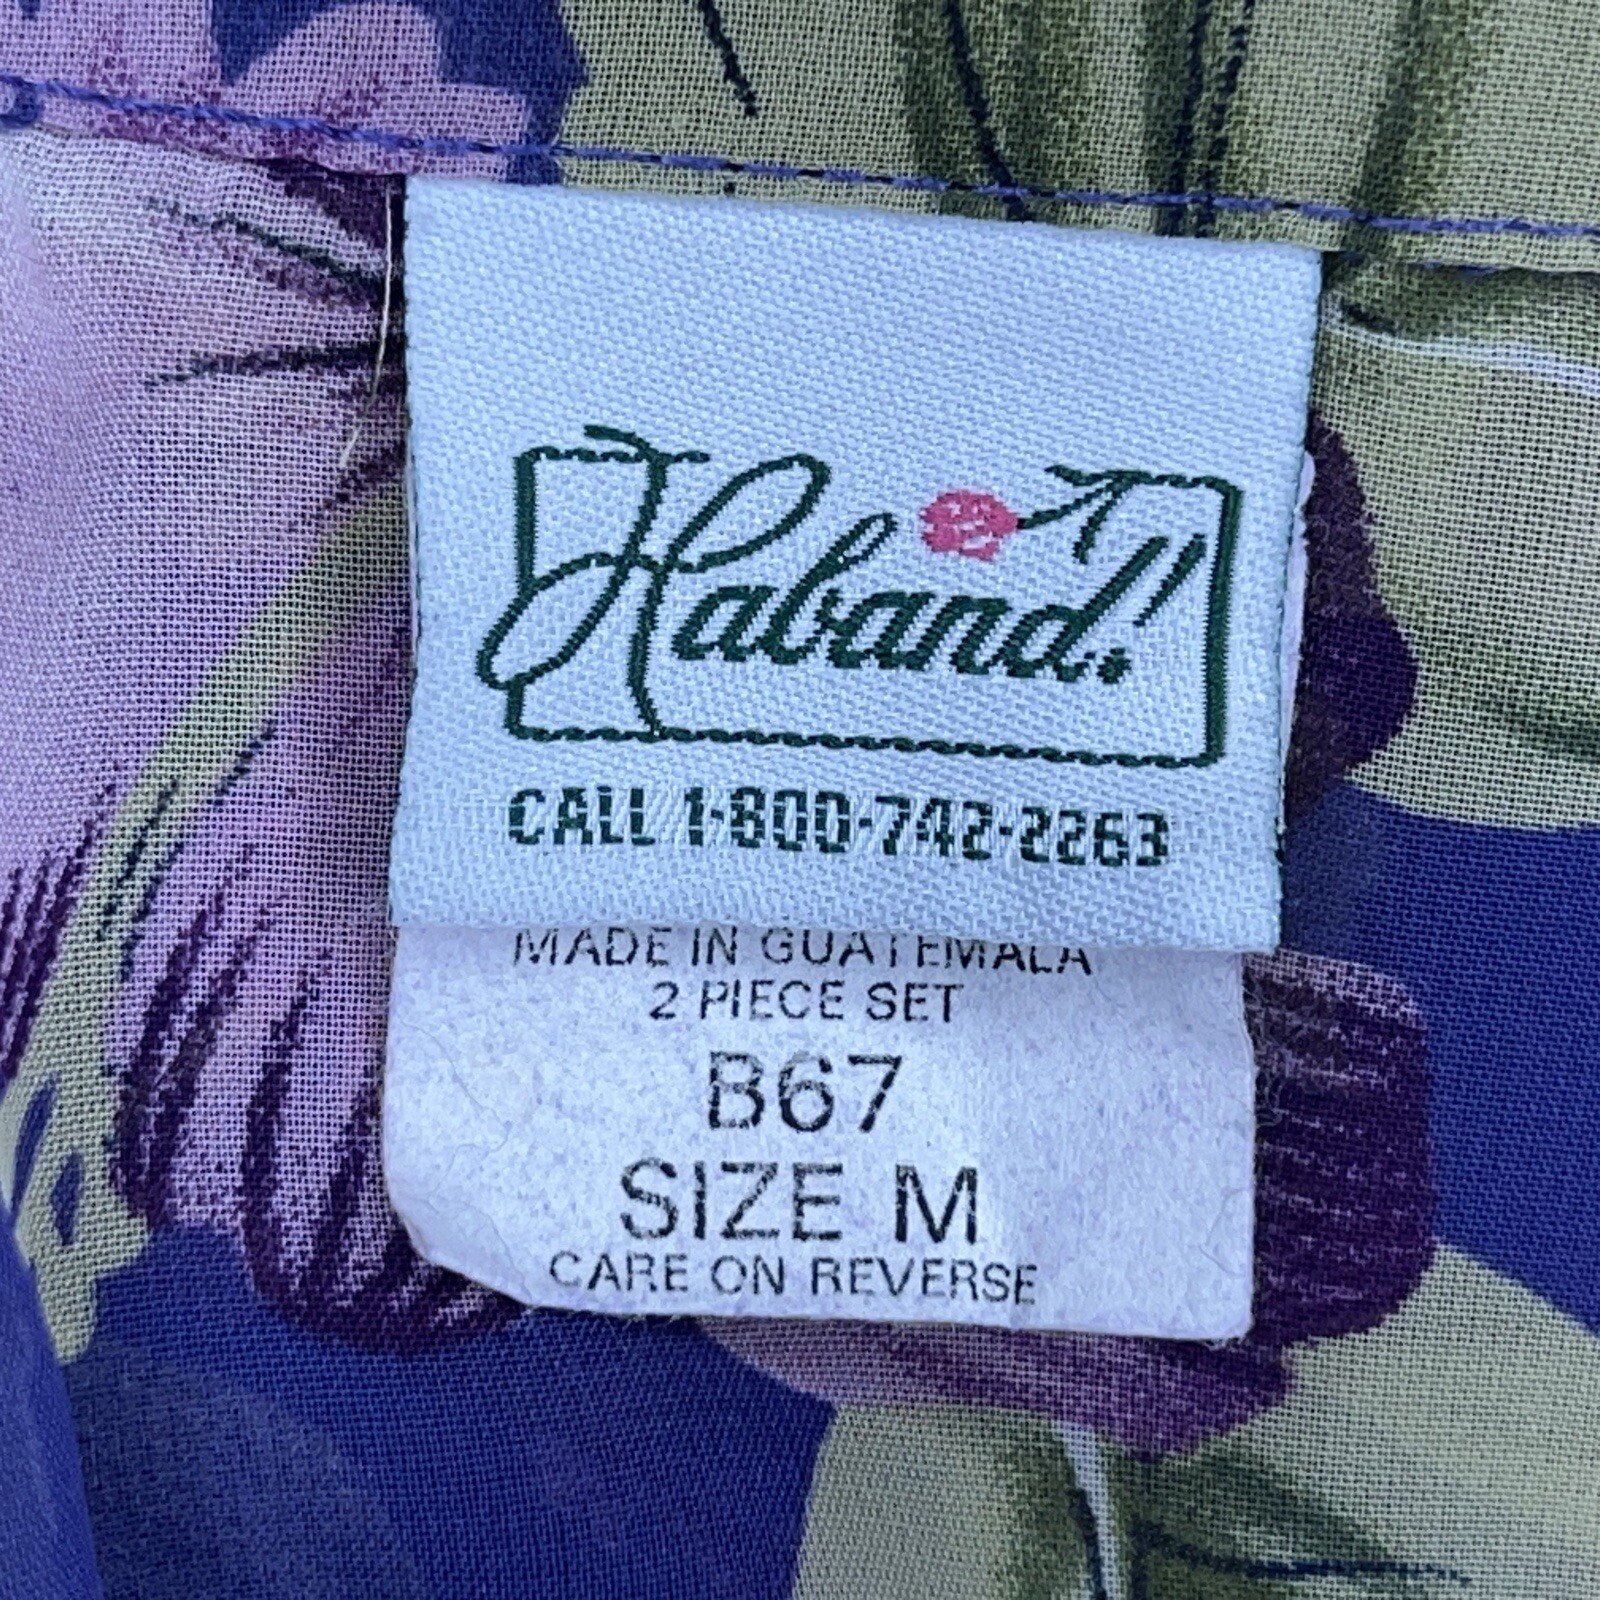 Haband!!
CALL 1-800-742-2263
MADE IN GUATEMALA
2 PIECE SET
B67
SIZE M
CARE ON REVERSE